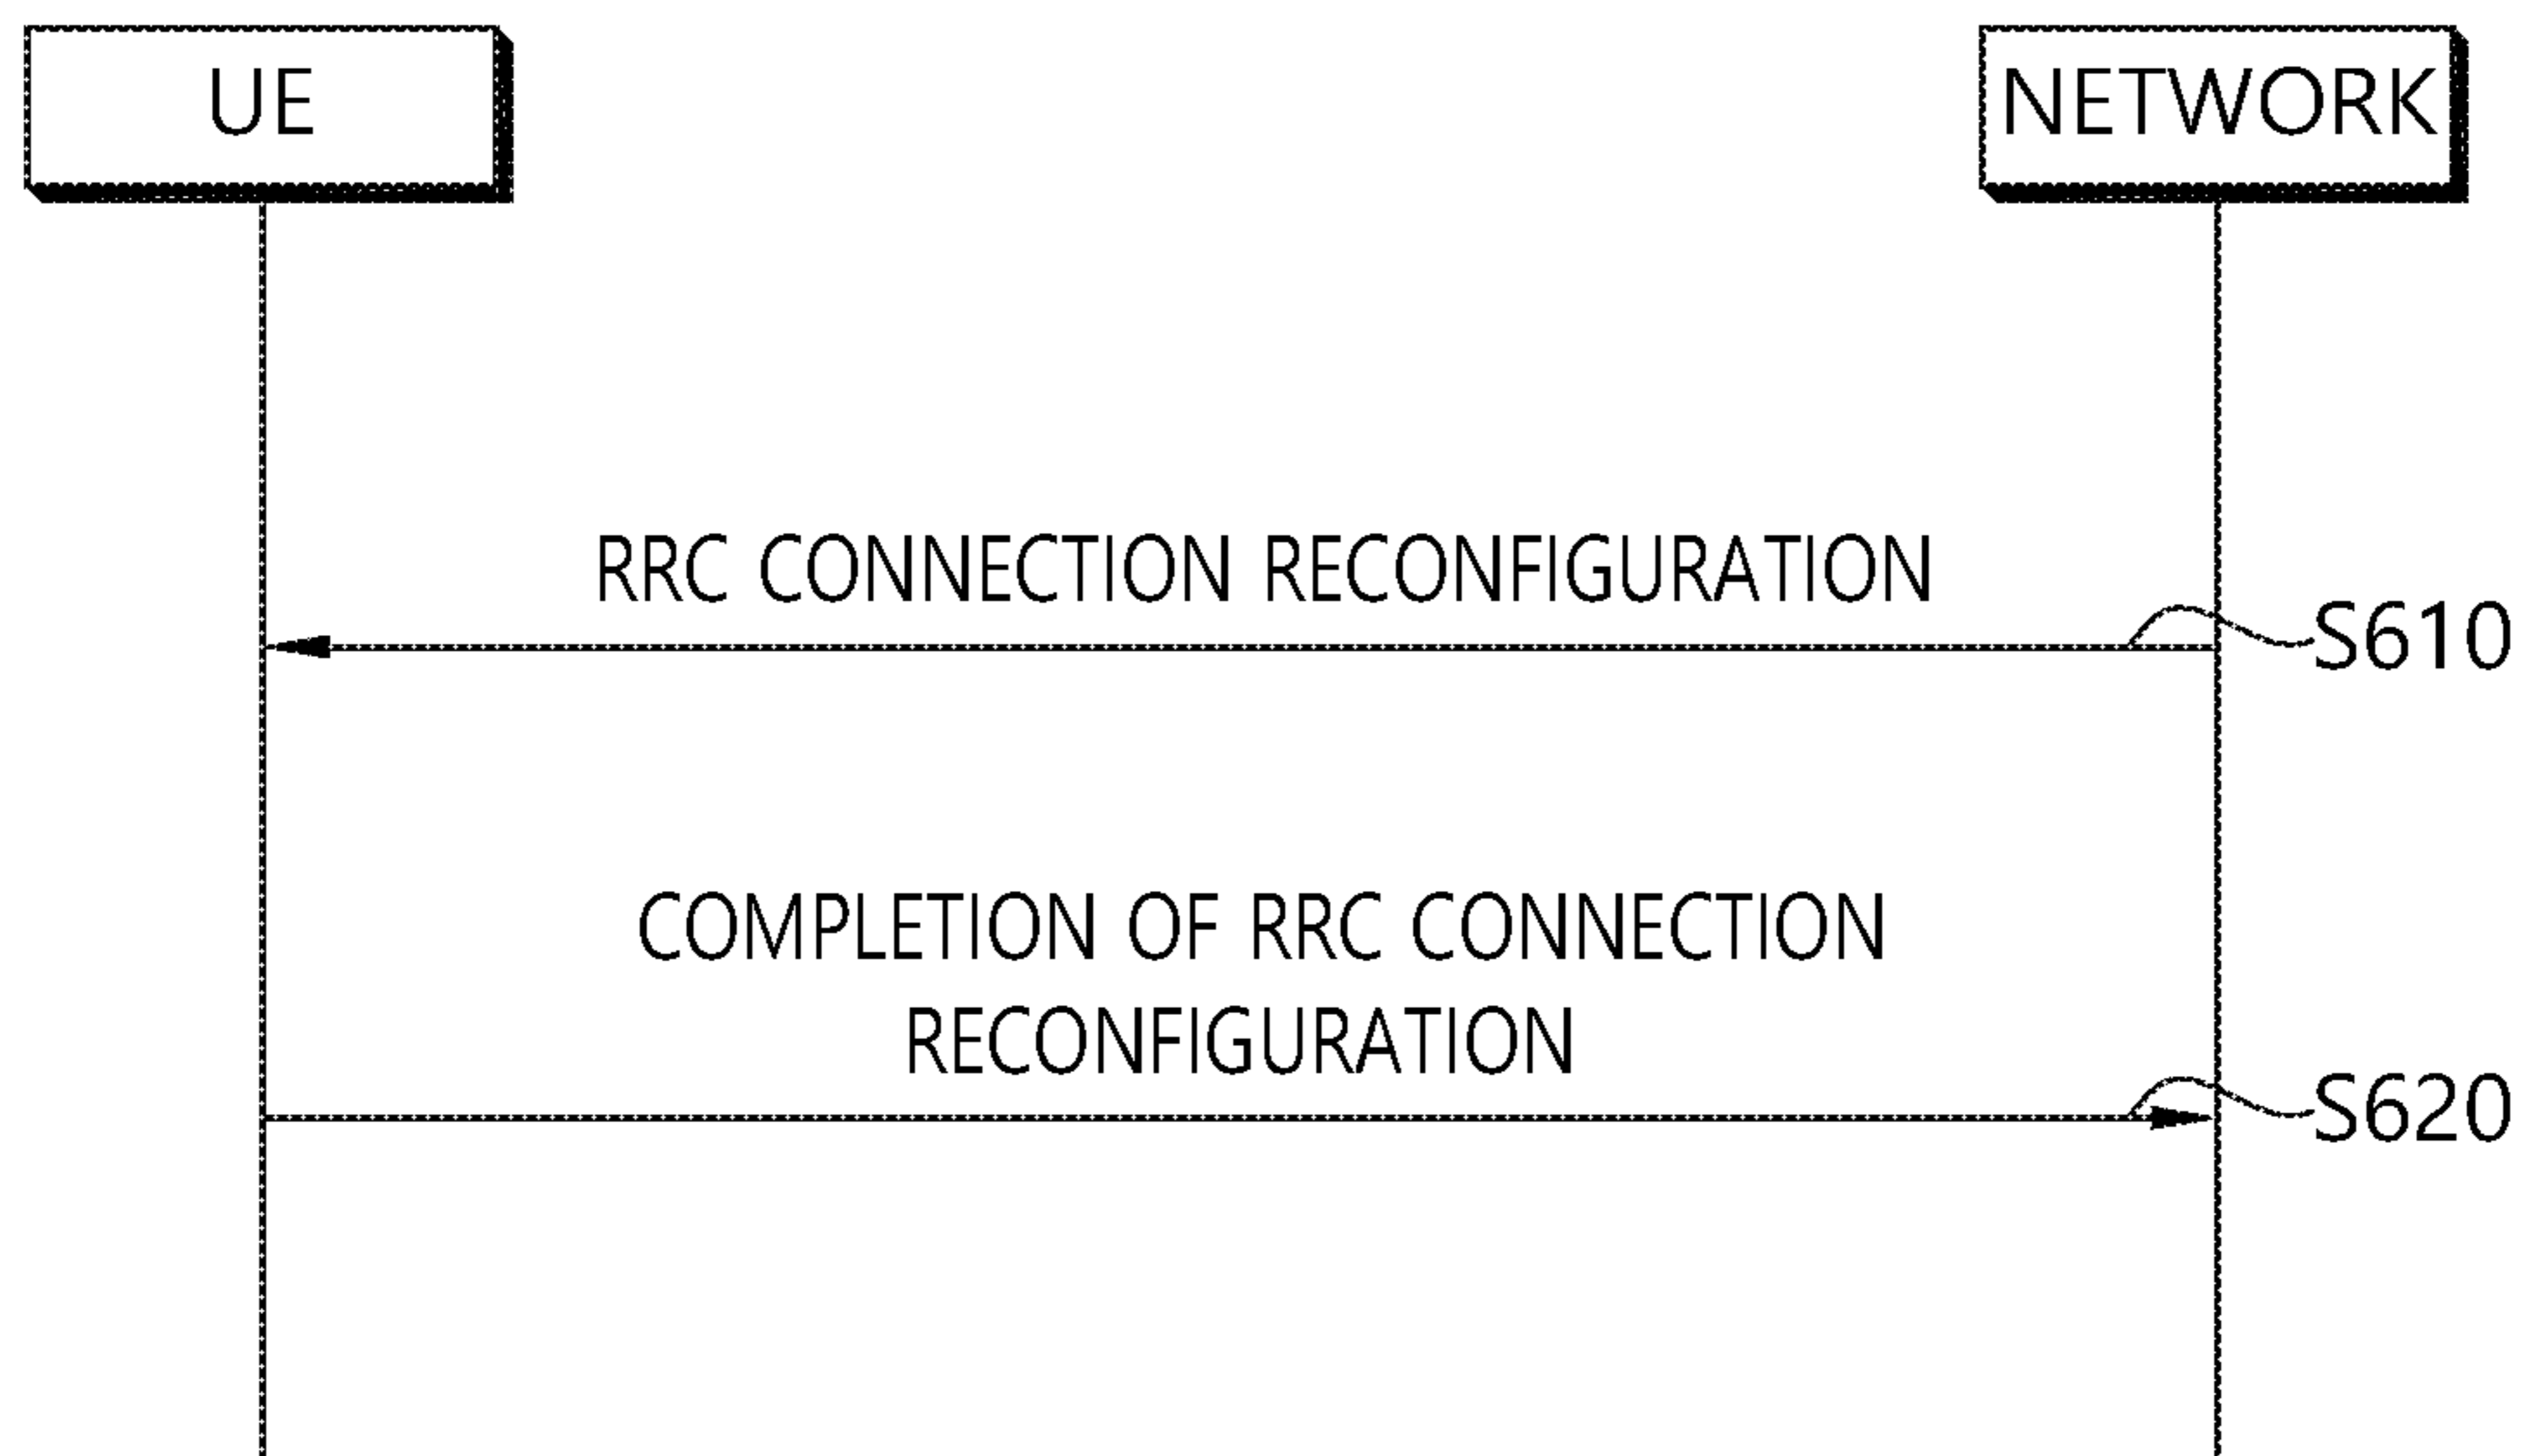 UE
NETWORK
RRC CONNECTION RECONFIGURATION
S610
COMPLETION OF RRC CONNECTION
RECONFIGURATION
S620